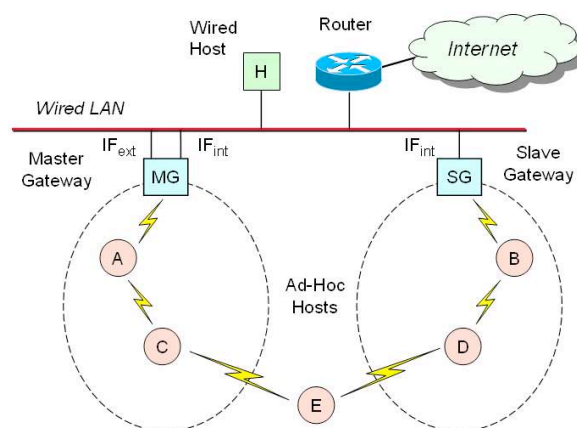 Wired
Host
Router
Internet
H
Wired LAN
IFext
IFint
IFint
Master
Gateway
MG
SG
Slave
Gateway
A
B
Ad-Hoc
Hosts
C
D
E